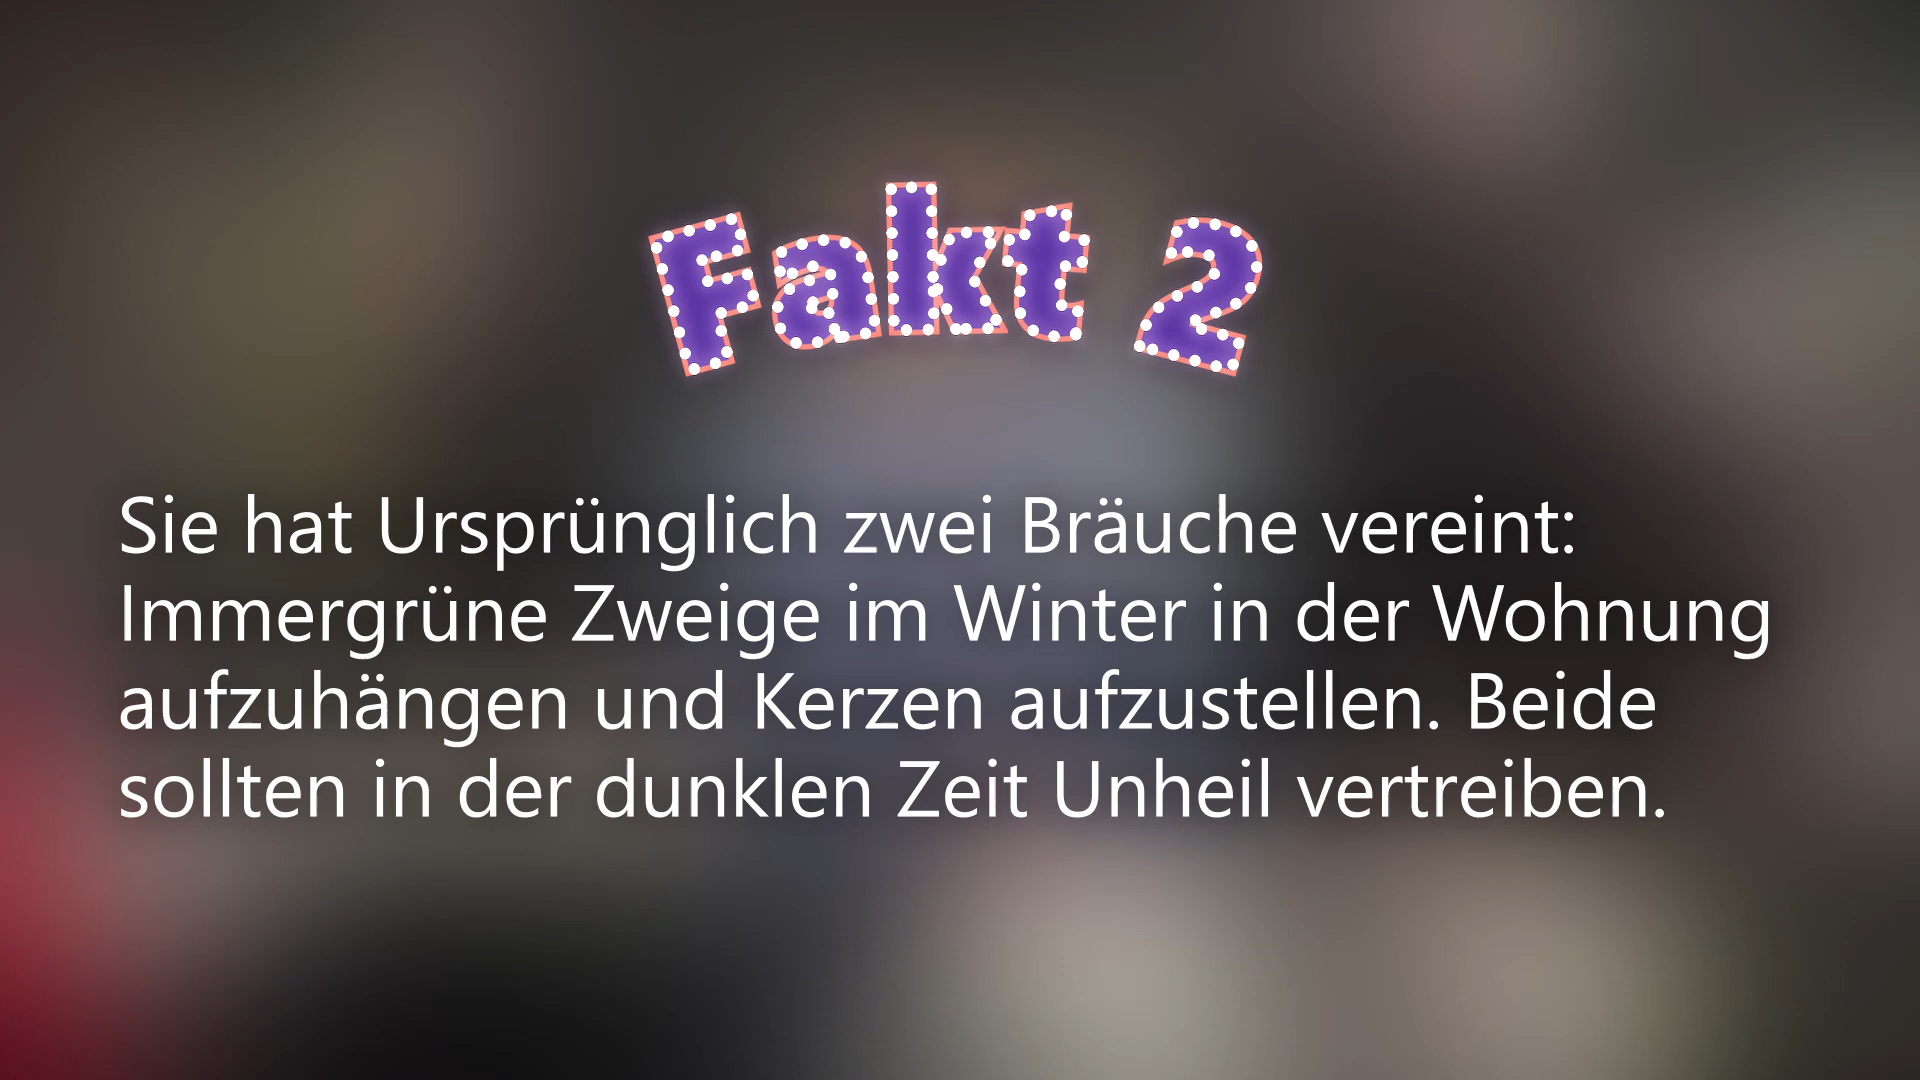 Fakt 2
Sie hat Ursprünglich zwei Bräuche vereint:
Immergrüne Zweige im Winter in der Wohnung
aufzuhängen und Kerzen aufzustellen. Beide
sollten in der dunklen Zeit Unheil vertreiben.